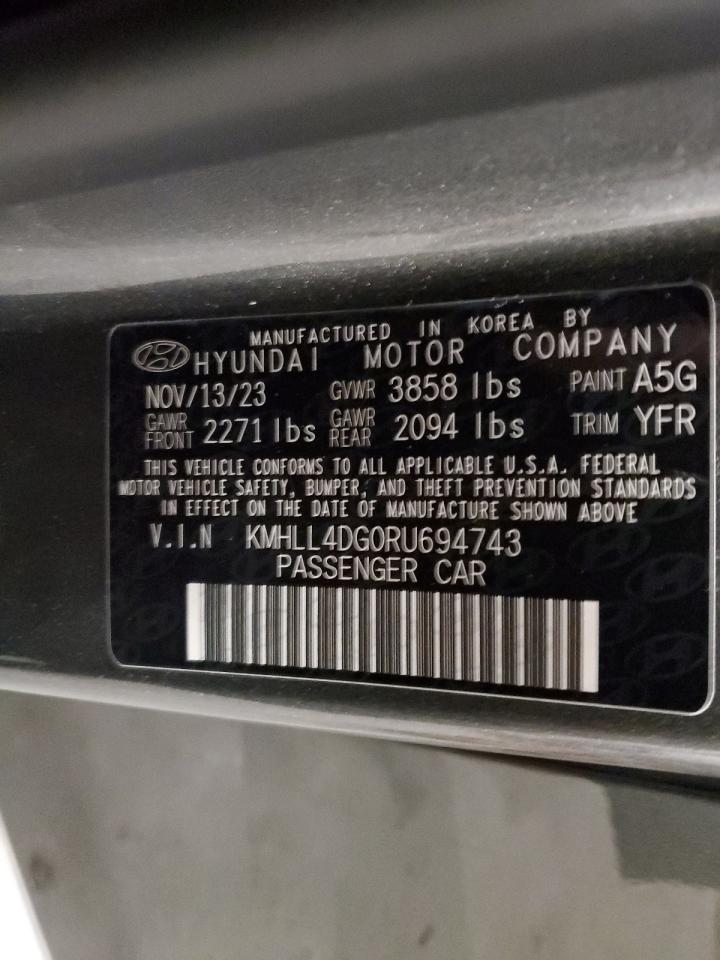 MANUFACTURED IN KOREA BY
HYUNDAI MOTOR COMPANY
NOV/13/23 GVWR 3858 lbs PAINT A5G
GAWR FRONT 2271 lbs GAWR REAR 2094 lbs TRIM YFR
THIS VEHICLE CONFORMS TO ALL APPLICABLE U.S.A. FEDERAL
MOTOR VEHICLE SAFETY, BUMPER, AND THEFT PREVENTION STANDARDS
IN EFFECT ON THE DATE OF MANUFACTURE SHOWN ABOVE
V.I.N KMHLL4DG0RU694743
PASSENGER CAR